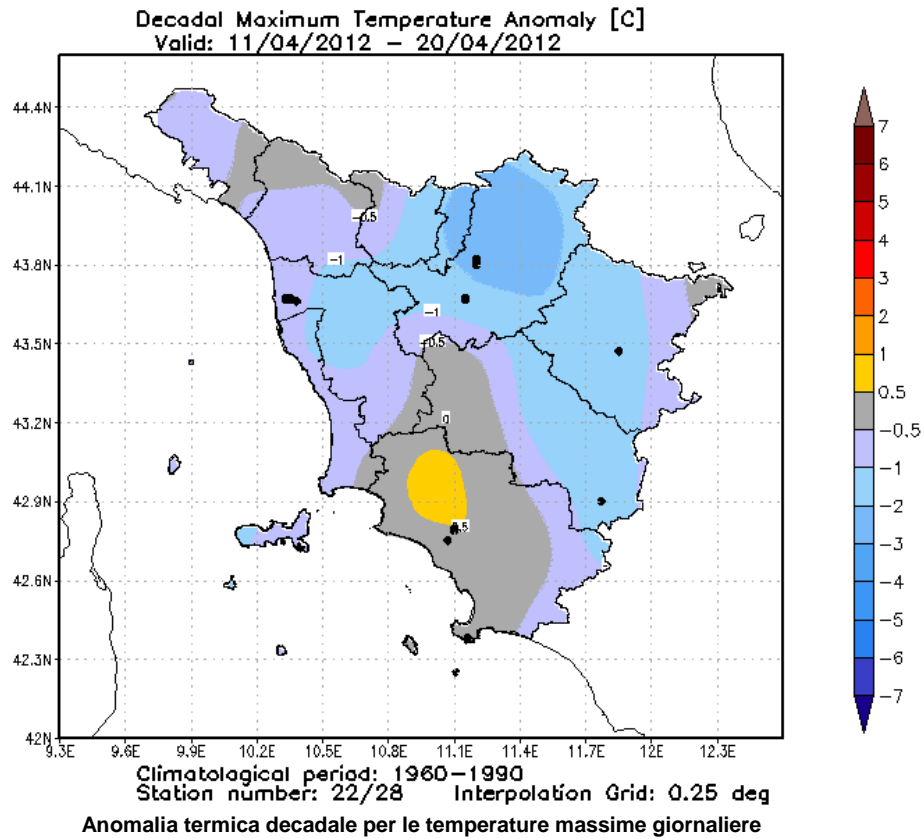 Decadal Maximum Temperature Anomaly [C]
Valid: 11/04/2012 – 20/04/2012
44.4N
44.1N
43.8N
43.5N
43.2N
42.9N
42.6N
42.3N
42N
9.3E 9.6E 9.9E 10.2E 10.5E 10.8E 11.1E 11.4E 11.7E 12E 12.3E
-0.5
-1
-1
-0.5
0
0.5
7
6
5
4
3
2
1
0.5
-0.5
-1
-2
-3
-4
-5
-6
-7
Climatological period: 1960-1990
Station number: 22/28 Interpolation Grid: 0.25 deg
Anomalia termica decadale per le temperature massime giornaliere